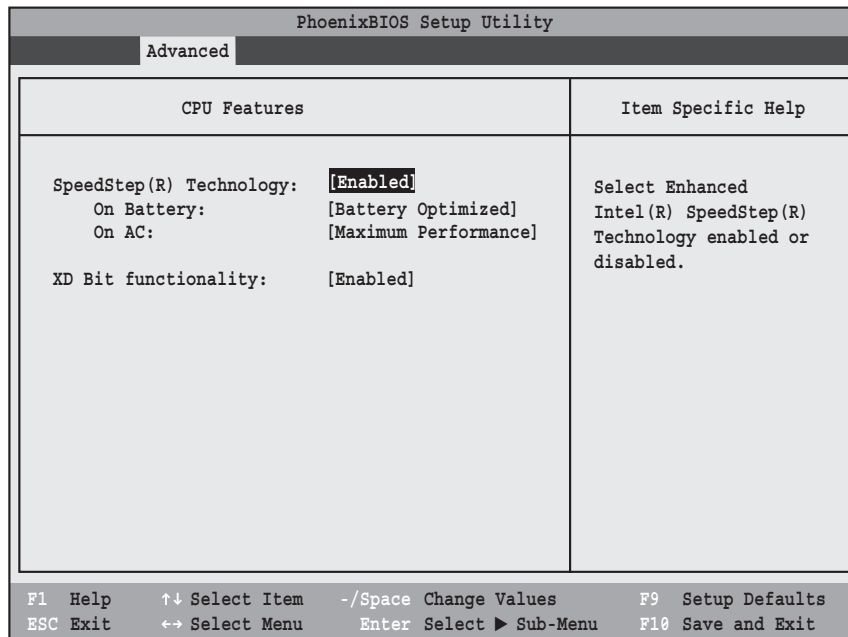 PhoenixBIOS Setup Utility
Advanced
CPU Features
Item Specific Help
SpeedStep(R) Technology: [Enabled]
On Battery: [Battery Optimized]
On AC: [Maximum Performance]
XD Bit functionality: [Enabled]
Select Enhanced
Intel(R) SpeedStep(R)
Technology enabled or
disabled.
F1 Help ↑↓ Select Item -/Space Change Values F9 Setup Defaults
ESC Exit ←→ Select Menu Enter Select ▶ Sub-Menu F10 Save and Exit